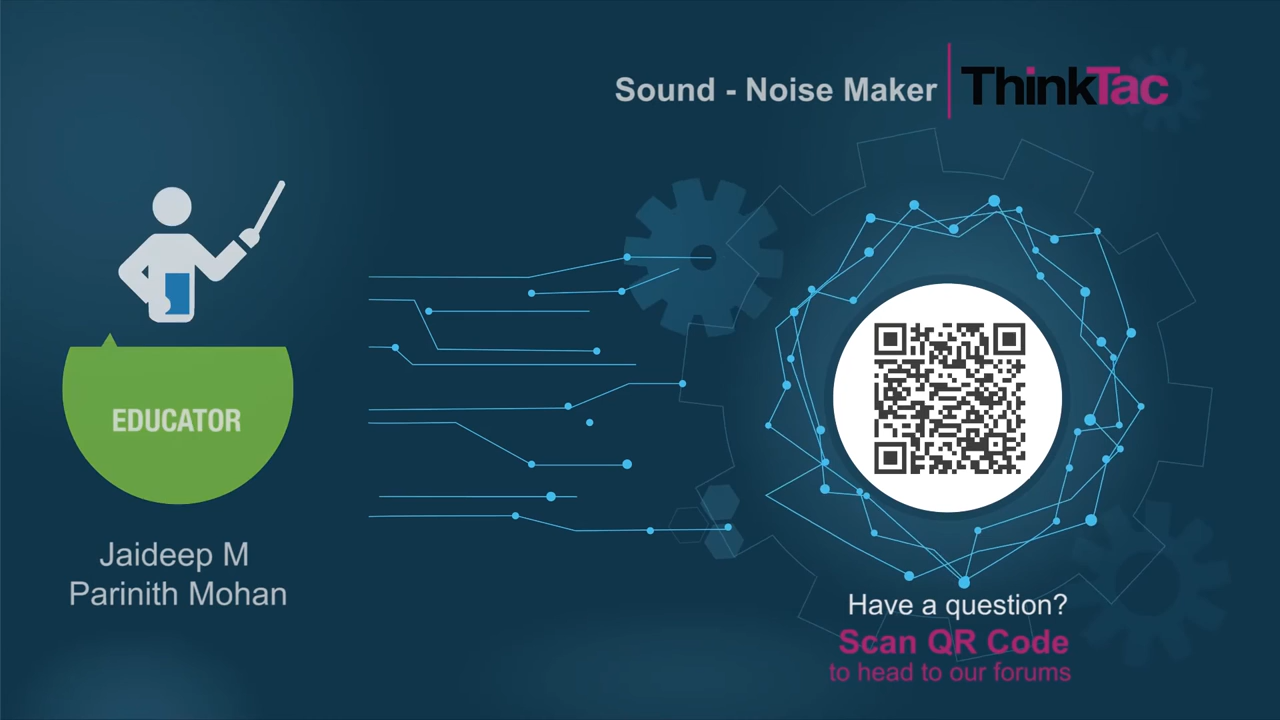 Sound - Noise Maker
ThinkTac
EDUCATOR
Jaideep M
Parinith Mohan
Have a question?
Scan QR Code
to head to our forums